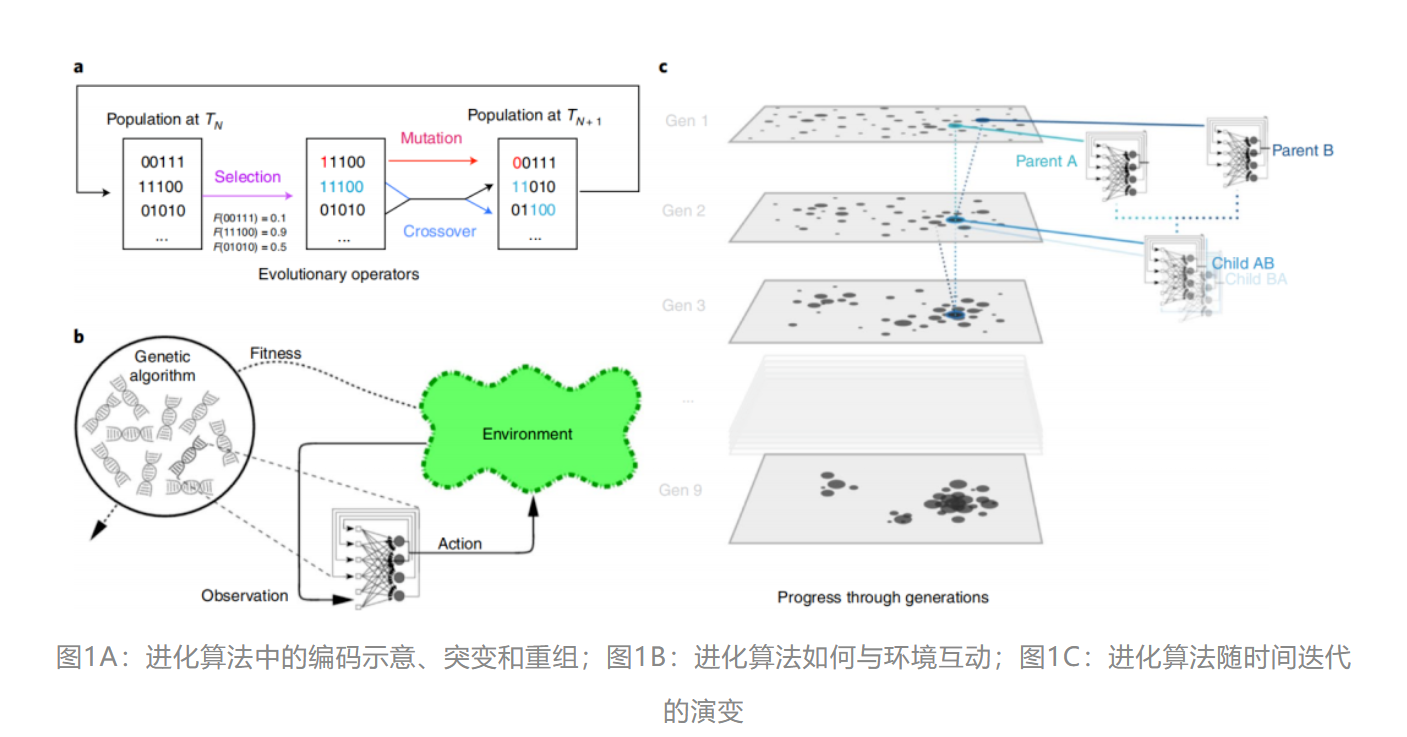 a
Population at TN
00111
11100
01010
...
Selection
F(00111) = 0.1
F(11100) = 0.9
F(01010) = 0.5
11100
11100
01010
...
Mutation
Crossover
Population at TN + 1
00111
11010
01100
...
Evolutionary operators
b
Genetic
algorithm
Fitness
Environment
Action
Observation
c
Gen 1
Parent A
Parent B
Gen 2
Child AB
Child BA
Gen 3
...
Gen 9
Progress through generations
图1A：进化算法中的编码示意、突变和重组；图1B：进化算法如何与环境互动；图1C：进化算法随时间迭代
的演变